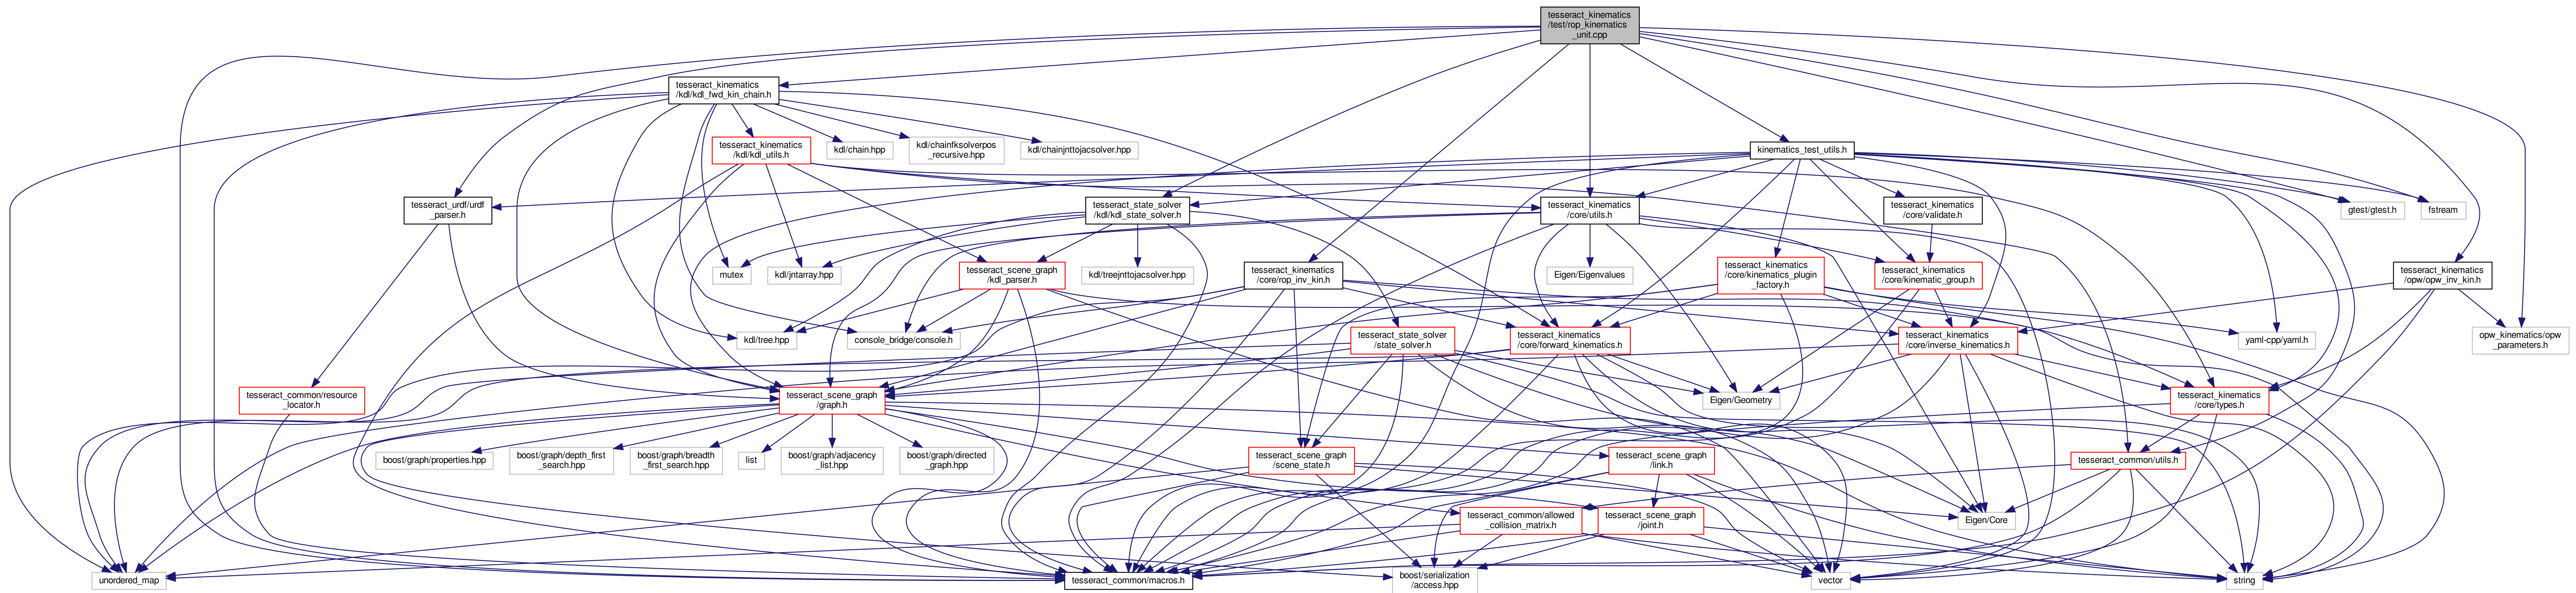 tesseract_kinematics
/test/rop_kinematics
_unit.cpp
tesseract_kinematics
/kdl/kdl_fwd_kin_chain.h
tesseract_kinematics
/kdl/kdl_utils.h
kdl/chain.hpp
kdl/chainfksolverpos
_recursive.hpp
kdl/chainjnttojacsolver.hpp
kinematics_test_utils.h
tesseract_urdf/urdf
_parser.h
tesseract_state_solver
/kdl/kdl_state_solver.h
tesseract_kinematics
/core/utils.h
tesseract_kinematics
/core/validate.h
gtest/gtest.h
fstream
mutex
kdl/jntarray.hpp
tesseract_scene_graph
/kdl_parser.h
kdl/treejnttojacsolver.hpp
tesseract_kinematics
/core/rop_inv_kin.h
Eigen/Eigenvalues
tesseract_kinematics
/core/kinematics_plugin
_factory.h
tesseract_kinematics
/core/kinematic_group.h
tesseract_kinematics
/opw/opw_inv_kin.h
kdl/tree.hpp
console_bridge/console.h
tesseract_state_solver
/state_solver.h
tesseract_kinematics
/core/forward_kinematics.h
tesseract_kinematics
/core/inverse_kinematics.h
yaml-cpp/yaml.h
opw_kinematics/opw
_parameters.h
tesseract_common/resource
_locator.h
tesseract_scene_graph
/graph.h
Eigen/Geometry
tesseract_kinematics
/core/types.h
boost/graph/properties.hpp
boost/graph/depth_first
_search.hpp
boost/graph/breadth
_first_search.hpp
list
boost/graph/adjacency
_list.hpp
boost/graph/directed
_graph.hpp
tesseract_scene_graph
/scene_state.h
tesseract_scene_graph
/link.h
tesseract_common/utils.h
tesseract_common/allowed
_collision_matrix.h
tesseract_scene_graph
/joint.h
Eigen/Core
unordered_map
tesseract_common/macros.h
boost/serialization
/access.hpp
vector
string